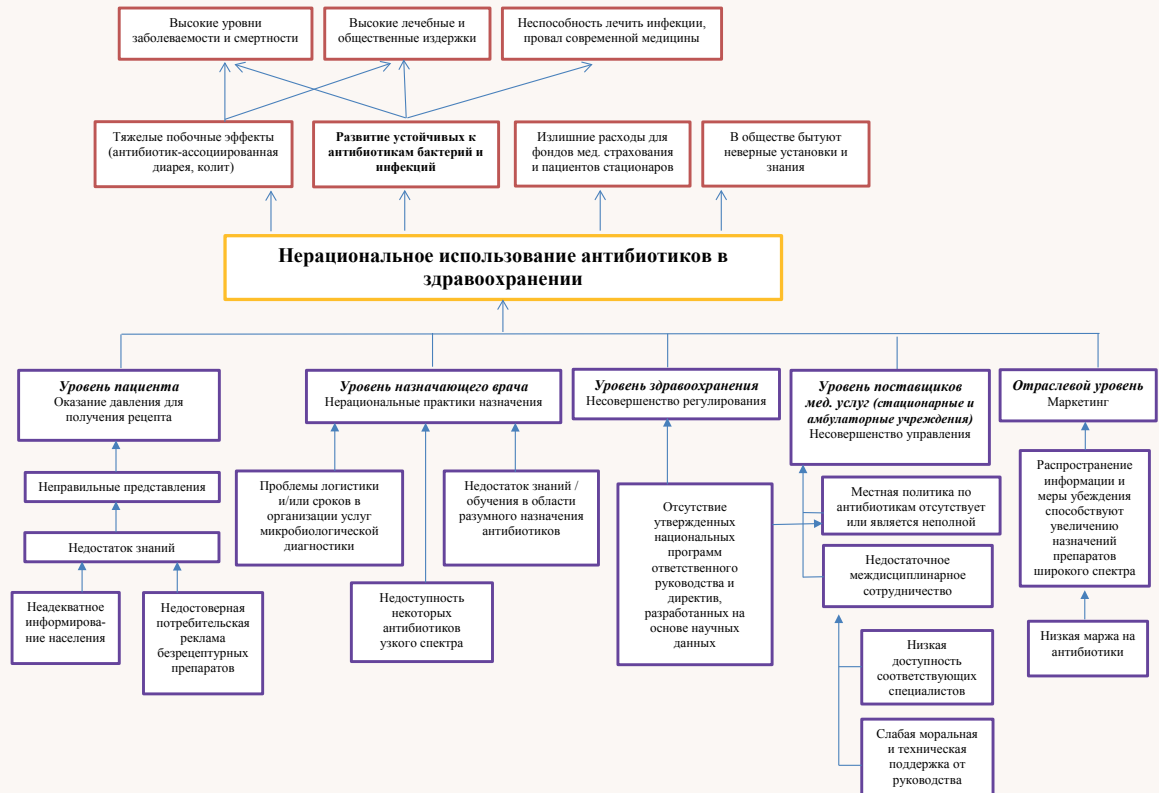 Высокие уровни
заболеваемости и смертности
Высокие лечебные и
общественные издержки
Неспособность лечить инфекции,
провал современной медицины
Тяжелые побочные эффекты
(антибиотик-ассоциированная
диарея, колит)
Развитие устойчивых к
антибиотикам бактерий и
инфекций
Излишние расходы для
фондов мед. страхования
и пациентов стационаров
В обществе бытуют
неверные установки и
знания
Нерациональное использование антибиотиков в
здравоохранении
Уровень пациента
Оказание давления для
получения рецепта
Уровень назначающего врача
Нерациональные практики назначения
Уровень здравоохранения
Несовершенство регулирования
Уровень поставщиков
мед. услуг (стационарные и
амбулаторные учреждения)
Несовершенство управления
Отраслевой уровень
Маркетинг
Неправильные представления
Недостаток знаний
Неадекватное
информирова-
ние населения
Недостоверная
потребительская
реклама
безрецептурных
препаратов
Проблемы логистики
и/или сроков в
организации услуг
микробиологической
диагностики
Недоступность
некоторых
антибиотиков
узкого спектра
Недостаток знаний /
обучения в области
разумного назначения
антибиотиков
Отсутствие
утвержденных
национальных
программ
ответственного
руководства и
директив,
разработанных на
основе научных
данных
Местная политика по
антибиотикам отсутствует
или является неполной
Недостаточное
междисциплинарное
сотрудничество
Низкая
доступность
соответствующих
специалистов
Слабая моральная
и техническая
поддержка от
руководства
Распространение
информации и
меры убеждения
способствуют
увеличению
назначений
препаратов
широкого спектра
Низкая маржа на
антибиотики